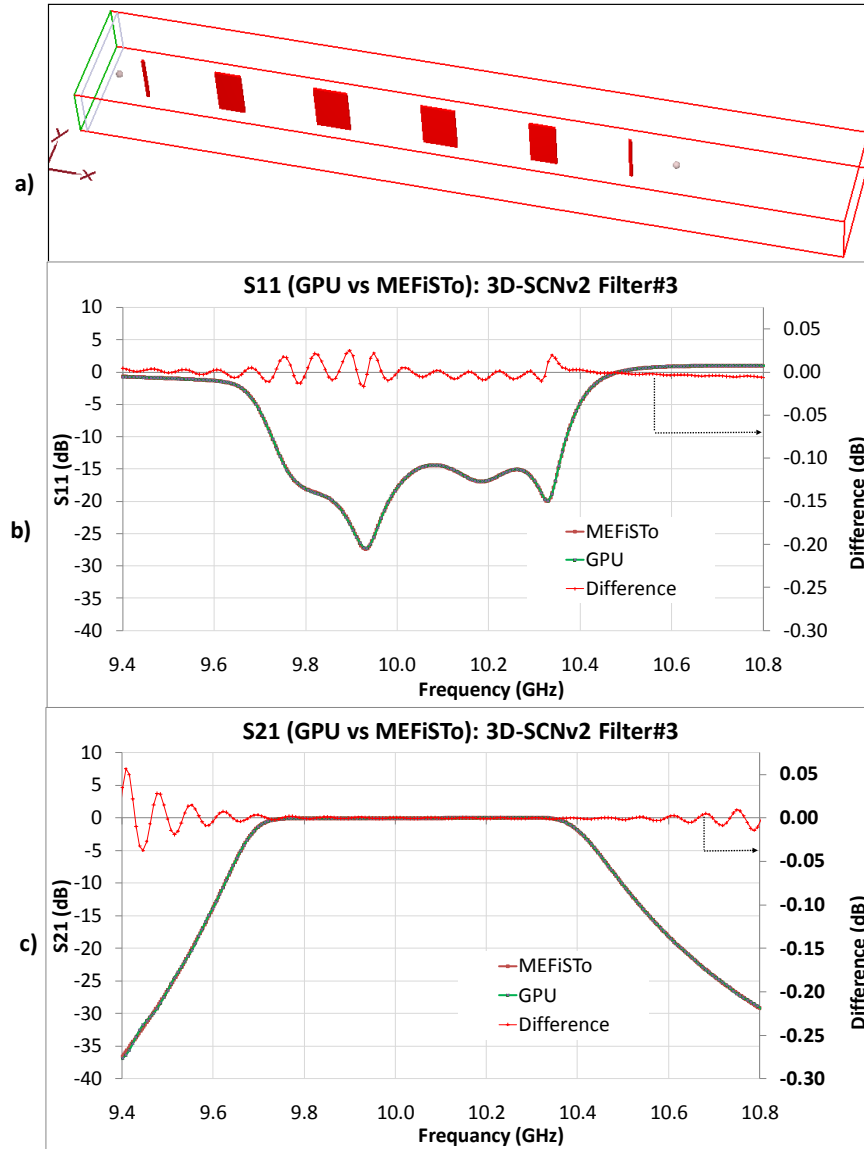 a)
Y
X
b)
S11 (GPU vs MEFiSTo): 3D-SCNv2 Filter#3
10
5
0
-5
-10
-15
-20
-25
-30
-35
-40
S11 (dB)
0.05
0.00
-0.05
-0.10
-0.15
-0.20
-0.25
-0.30
Difference (dB)
MEFiSTo
GPU
Difference
9.4 9.6 9.8 10.0 10.2 10.4 10.6 10.8
Frequency (GHz)
c)
S21 (GPU vs MEFiSTo): 3D-SCNv2 Filter#3
10
5
0
-5
-10
-15
-20
-25
-30
-35
-40
S21 (dB)
0.05
0.00
-0.05
-0.10
-0.15
-0.20
-0.25
-0.30
Difference (dB)
MEFiSTo
GPU
Difference
9.4 9.6 9.8 10.0 10.2 10.4 10.6 10.8
Frequancy (GHz)